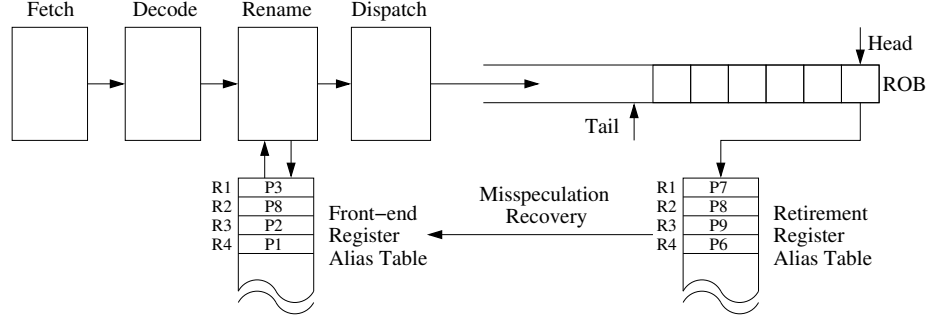 Fetch Decode Rename Dispatch
Head
ROB
Tail
R1 P3
R2 P8
R3 P2
R4 P1
Front−end
Register
Alias Table
Misspeculation
Recovery
R1 P7
R2 P8
R3 P9
R4 P6
Retirement
Register
Alias Table